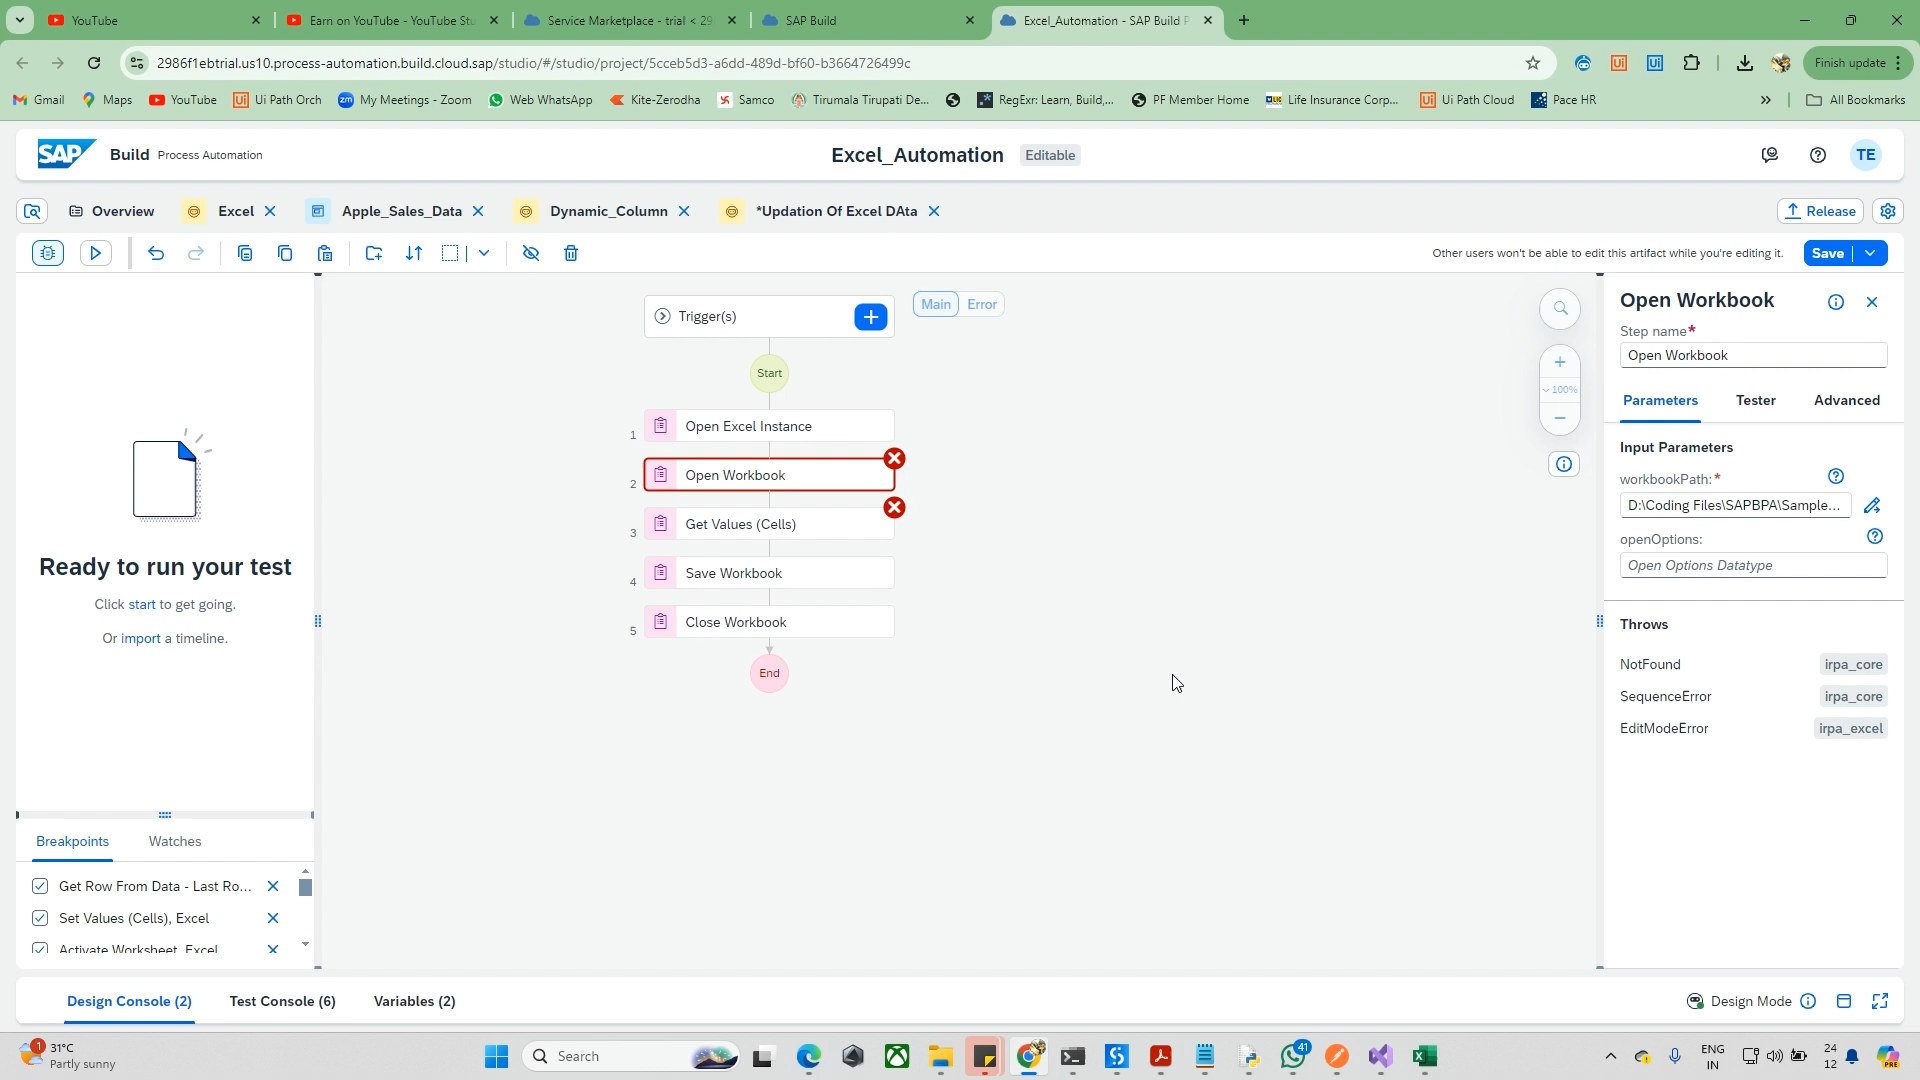 YouTube
Earn on YouTube - YouTube Stu
Service Marketplace - trial < 29
SAP Build
Excel_Automation - SAP Build P
2986f1ebtrial.us10.process-automation.build.cloud.sap/studio/#/studio/project/5cceb5d3-a6dd-489d-bf60-b3664726499c
Finish update
Gmail
Maps
YouTube
Ui Path Orch
My Meetings - Zoom
Web WhatsApp
Kite-Zerodha
Samco
Tirumala Tirupati De...
RegExr: Learn, Build,...
PF Member Home
Life Insurance Corp...
Ui Path Cloud
Pace HR
All Bookmarks
SAP Build Process Automation
Excel_Automation Editable
TE
Overview
Excel
Apple_Sales_Data
Dynamic_Column
*Updation Of Excel DAta
Release
Other users won't be able to edit this artifact while you're editing it.
Save
Trigger(s)
Main Error
Start
1 Open Excel Instance
2 Open Workbook
3 Get Values (Cells)
4 Save Workbook
5 Close Workbook
End
100%
Ready to run your test
Click start to get going.
Or import a timeline.
Breakpoints Watches
Get Row From Data - Last Ro...
Set Values (Cells), Excel
Activate Worksheet, Excel
Open Workbook
Step name*
Open Workbook
Parameters Tester Advanced
Input Parameters
workbookPath:*
D:\Coding Files\SAPBPA\Sample...
openOptions:
Open Options Datatype
Throws
NotFound irpa_core
SequenceError irpa_core
EditModeError irpa_excel
Design Console (2) Test Console (6) Variables (2)
Design Mode
1
31°C
Partly sunny
Search
41
ENG
IN
24
12
PRE